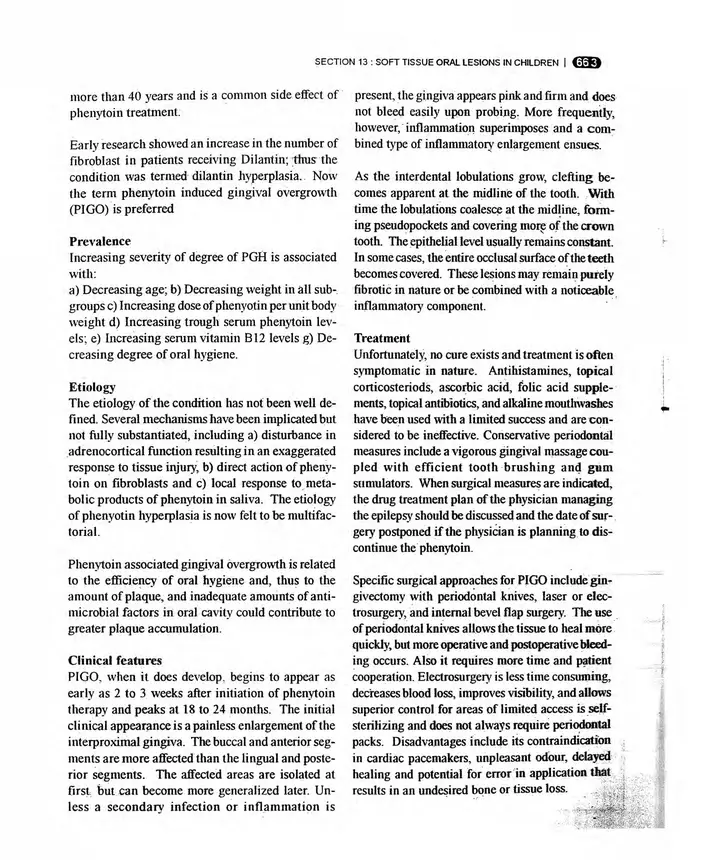 SECTION 13 : SOFT TISSUE ORAL LESIONS IN CHILDREN | 663
more than 40 years and is a common side effect of
phenytoin treatment.
Early research showed an increase in the number of
fibroblast in patients receiving Dilantin; thus the
condition was termed dilantin hyperplasia. Now
the term phenytoin induced gingival overgrowth
(PIGO) is preferred
Prevalence
Increasing severity of degree of PGH is associated
with:
a) Decreasing age; b) Decreasing weight in all sub-
groups c) Increasing dose of phenyotin per unit body
weight d) Increasing trough serum phenytoin lev-
els; e) Increasing serum vitamin B12 levels g) De-
creasing degree of oral hygiene.
Etiology
The etiology of the condition has not been well de-
fined. Several mechanisms have been implicated but
not fully substantiated, including a) disturbance in
adrenocortical function resulting in an exaggerated
response to tissue injury, b) direct action of pheny-
toin on fibroblasts and c) local response to meta-
bolic products of phenytoin in saliva. The etiology
of phenyotin hyperplasia is now felt to be multifac-
torial.
Phenytoin associated gingival overgrowth is related
to the efficiency of oral hygiene and, thus to the
amount of plaque, and inadequate amounts of anti-
microbial factors in oral cavity could contribute to
greater plaque accumulation.
Clinical features
PIGO, when it does develop, begins to appear as
early as 2 to 3 weeks after initiation of phenytoin
therapy and peaks at 18 to 24 months. The initial
clinical appearance is a painless enlargement of the
interproximal gingiva. The buccal and anterior seg-
ments are more affected than the lingual and poste-
rior segments. The affected areas are isolated at
first but can become more generalized later. Un-
less a secondary infection or inflammation is
present, the gingiva appears pink and firm and does
not bleed easily upon probing. More frequently,
however, inflammation superimposes and a com-
bined type of inflammatory enlargement ensues.
As the interdental lobulations grow, clefting be-
comes apparent at the midline of the tooth. With
time the lobulations coalesce at the midline, form-
ing pseudopockets and covering more of the crown
tooth. The epithelial level usually remains constant.
In some cases, the entire occlusal surface of the teeth
becomes covered. These lesions may remain purely
fibrotic in nature or be combined with a noticeable
inflammatory component.
Treatment
Unfortunately, no cure exists and treatment is often
symptomatic in nature. Antihistamines, topical
corticosteriods, ascorbic acid, folic acid supple-
ments, topical antibiotics, and alkaline mouthwashes
have been used with a limited success and are con-
sidered to be ineffective. Conservative periodontal
measures include a vigorous gingival massage cou-
pled with efficient tooth brushing and gum
stimulators. When surgical measures are indicated,
the drug treatment plan of the physician managing
the epilepsy should be discussed and the date of sur-
gery postponed if the physician is planning to dis-
continue the phenytoin.
Specific surgical approaches for PIGO include gin-
givectomy with periodontal knives, laser or elec-
trosurgery, and internal bevel flap surgery. The use
of periodontal knives allows the tissue to heal more
quickly, but more operative and postoperative bleed-
ing occurs. Also it requires more time and patient
cooperation. Electrosurgery is less time consuming,
decreases blood loss, improves visibility, and allows
superior control for areas of limited access is self-
sterilizing and does not always require periodontal
packs. Disadvantages include its contraindication
in cardiac pacemakers, unpleasant odour, delayed
healing and potential for error in application that
results in an undesired bone or tissue loss.